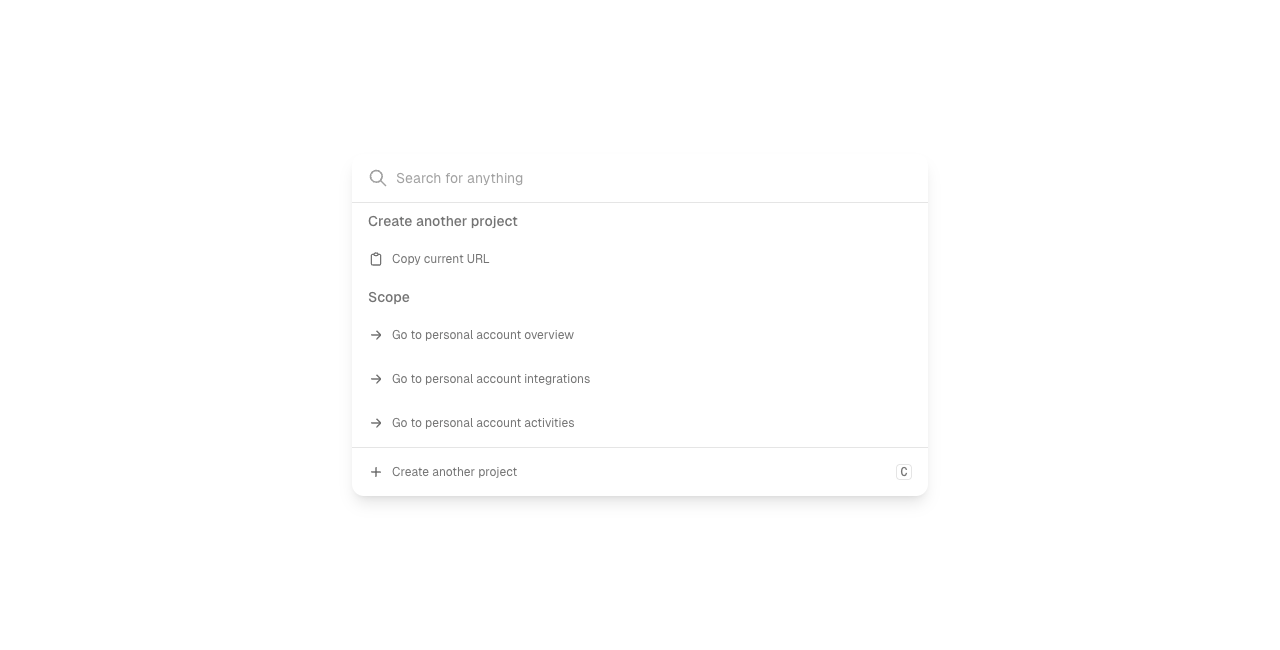 Search for anything
Create another project
Copy current URL
Scope
Go to personal account overview
Go to personal account integrations
Go to personal account activities
Create another project C